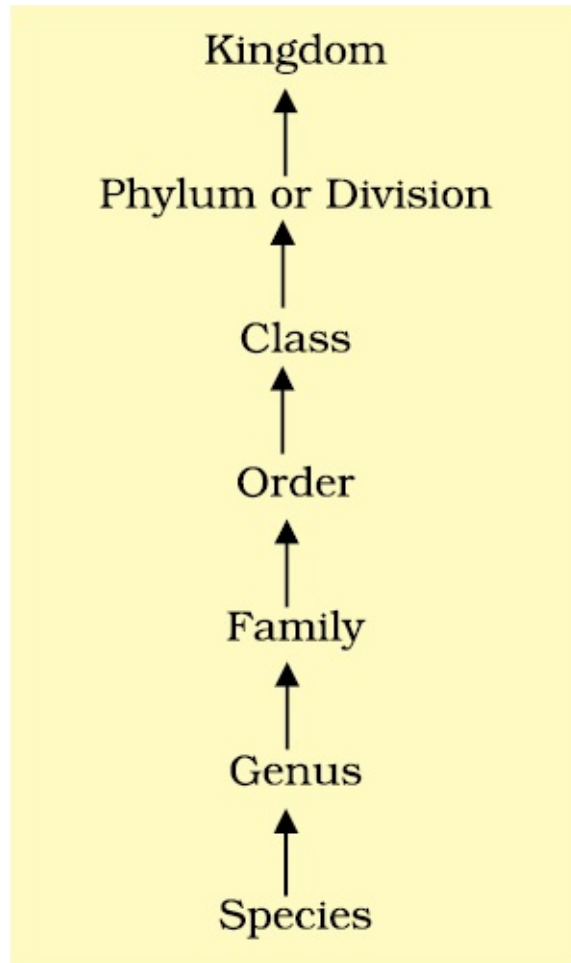 Kingdom
Phylum or Division
Class
Order
Family
Genus
Species